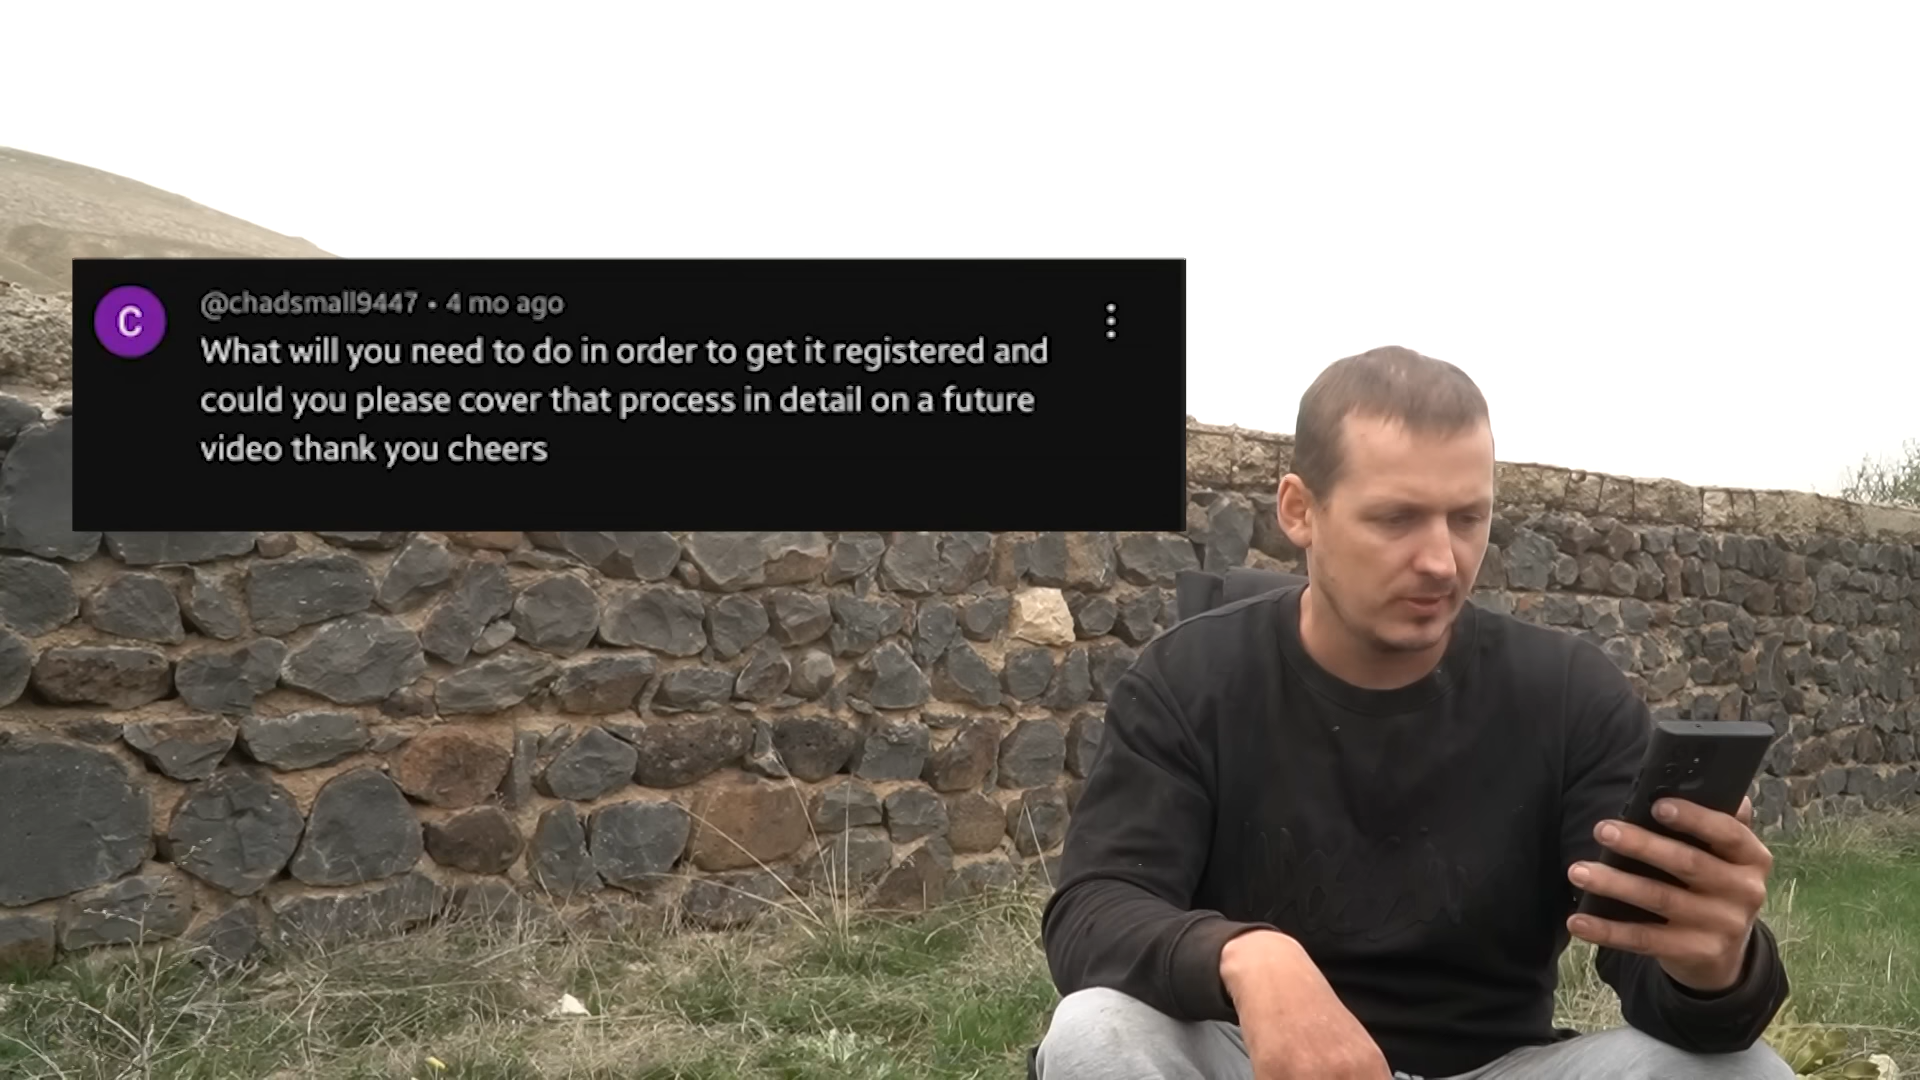 C
@chadsmall9447 • 4 mo ago
What will you need to do in order to get it registered and
could you please cover that process in detail on a future
video thank you cheers